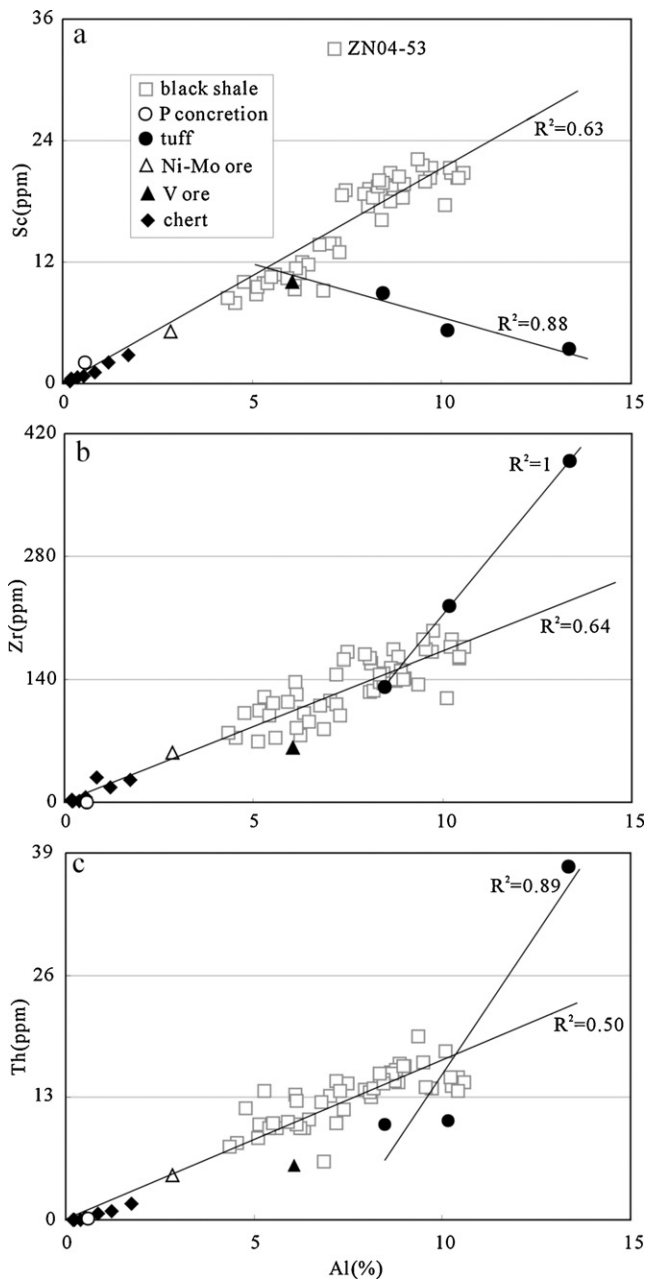 a
36
24
12
0
Sc(ppm)
ZN04-53
black shale
P concretion
tuff
Ni-Mo ore
V ore
chert
R²=0.63
R²=0.88
0 5 10 15
b
420
280
140
0
Zr(ppm)
R²=1
R²=0.64
0 5 10 15
c
39
26
13
0
Th(ppm)
R²=0.89
R²=0.50
0 5 10 15
Al(%)